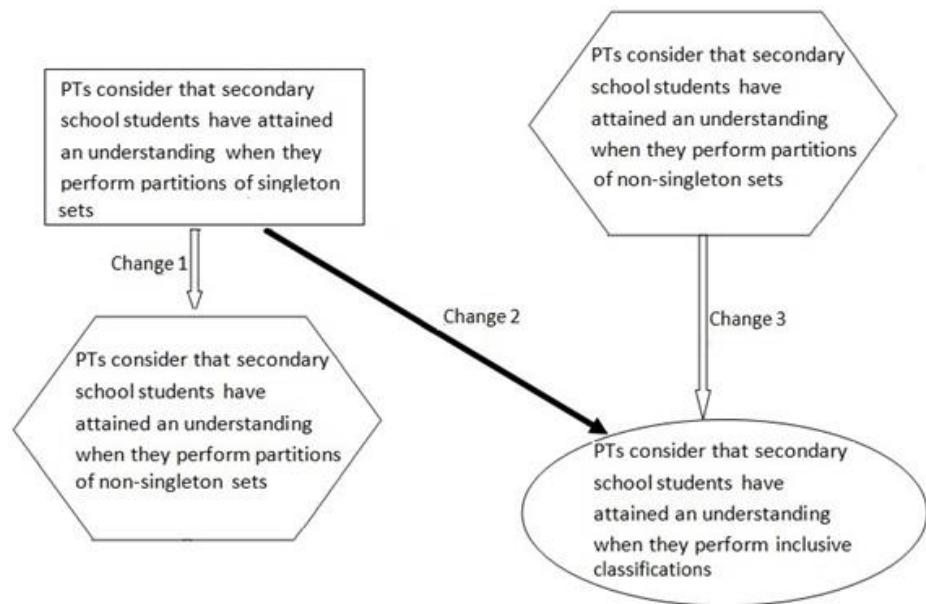 PTs consider that secondary
school students have attained
an understanding when they
perform partitions of singleton
sets
PTs consider that secondary
school students have
attained an understanding
when they perform partitions
of non-singleton sets
Change 1
Change 2
Change 3
PTs consider that secondary
school students have
attained an understanding
when they perform partitions
of non-singleton sets
PTs consider that secondary
school students have
attained an understanding
when they perform inclusive
classifications